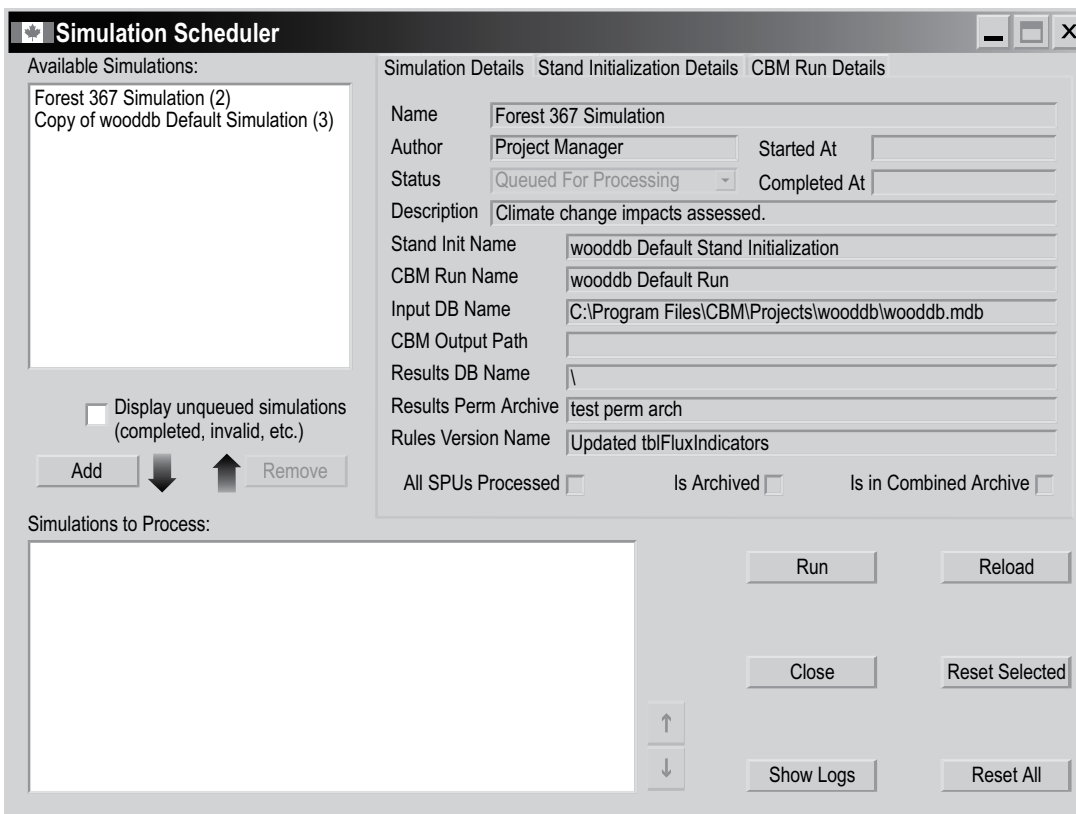 Simulation Scheduler
Available Simulations:
Forest 367 Simulation (2)
Copy of wooddb Default Simulation (3)
Display unqueued simulations
(completed, invalid, etc.)
Add
Remove
Simulation Details
Stand Initialization Details
CBM Run Details
Name
Forest 367 Simulation
Author
Project Manager
Started At
Status
Queued For Processing
Completed At
Description
Climate change impacts assessed.
Stand Init Name
wooddb Default Stand Initialization
CBM Run Name
wooddb Default Run
Input DB Name
C:\Program Files\CBM\Projects\wooddb\wooddb.mdb
CBM Output Path
Results DB Name
\
Results Perm Archive
test perm arch
Rules Version Name
Updated tblFluxIndicators
All SPUs Processed
Is Archived
Is in Combined Archive
Simulations to Process:
Run
Reload
Close
Reset Selected
Show Logs
Reset All